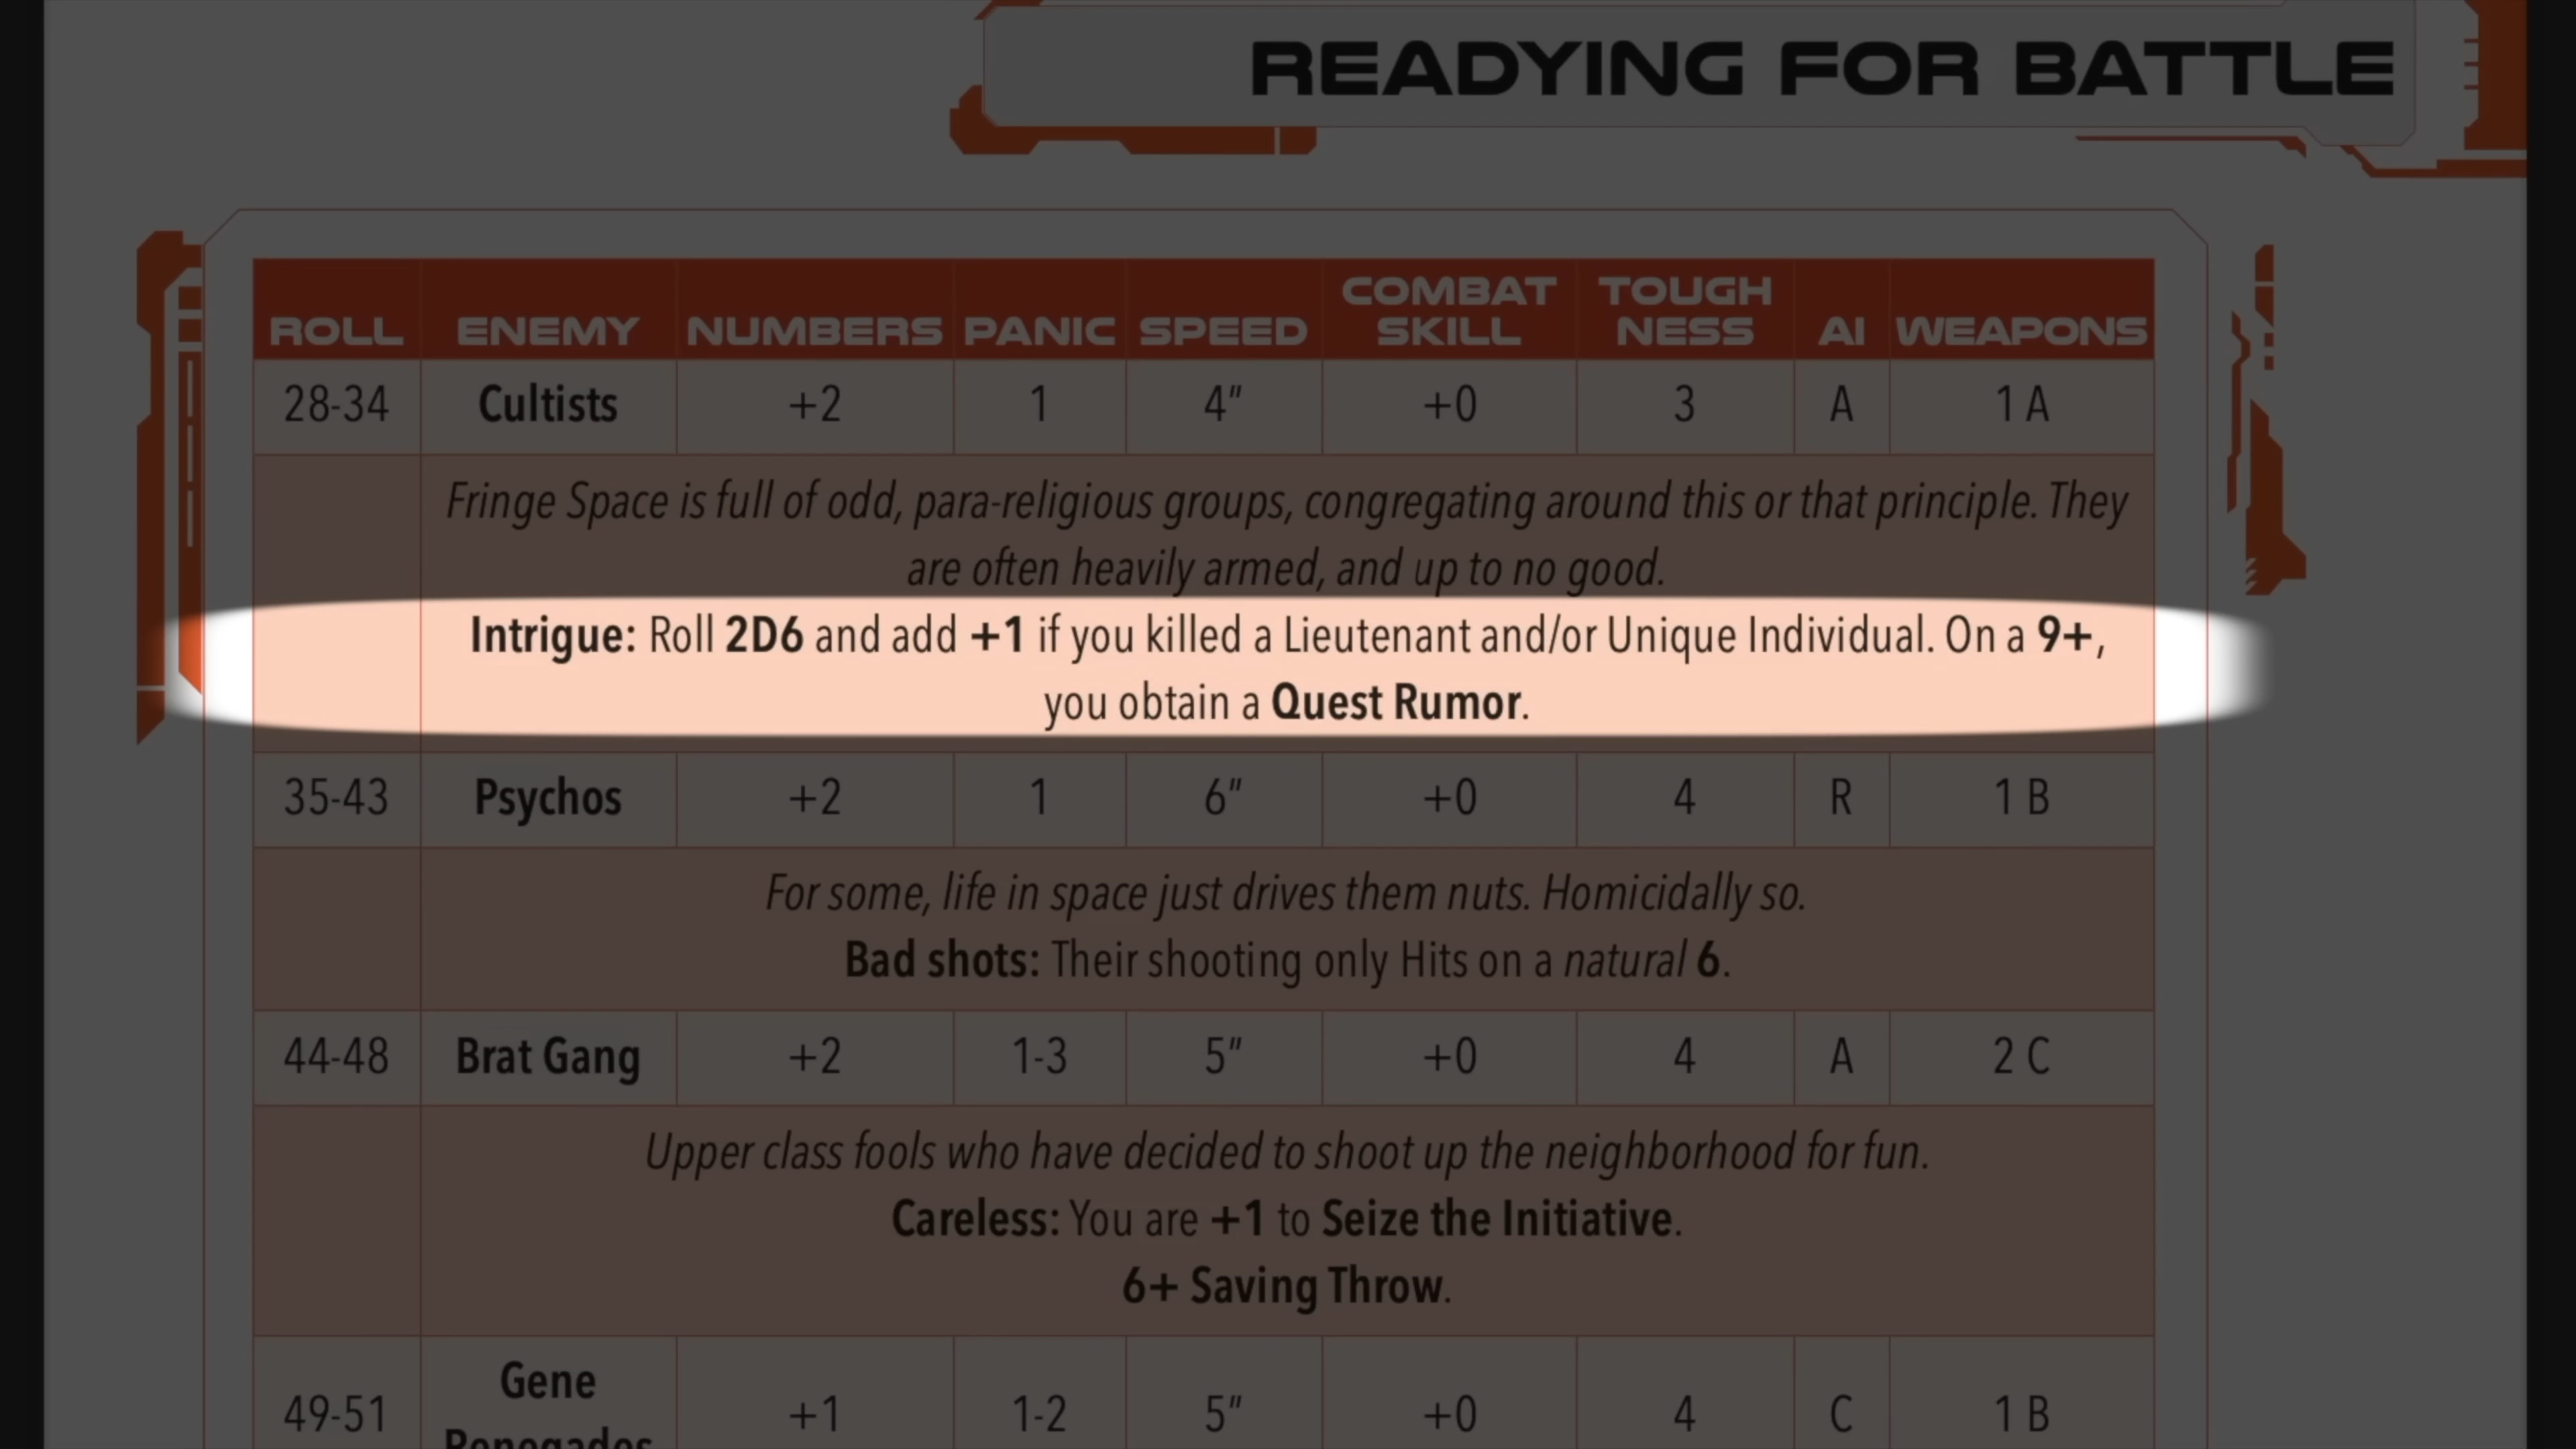 READYING FOR BATTLE
ROLL ENEMY NUMBERS PANIC SPEED COMBAT SKILL TOUGH NESS AI WEAPONS
28-34 Cultists +2 1 4" +0 3 A 1 A
Fringe Space is full of odd, para-religious groups, congregating around this or that principle. They
are often heavily armed, and up to no good.
Intrigue: Roll 2D6 and add +1 if you killed a Lieutenant and/or Unique Individual. On a 9+,
you obtain a Quest Rumor.
35-43 Psychos +2 1 6" +0 4 R 1 B
For some, life in space just drives them nuts. Homicidally so.
Bad shots: Their shooting only Hits on a natural 6.
44-48 Brat Gang +2 1-3 5" +0 4 A 2 C
Upper class fools who have decided to shoot up the neighborhood for fun.
Careless: You are +1 to Seize the Initiative.
6+ Saving Throw.
49-51 Gene Renegades +1 1-2 5" +0 4 C 1 B